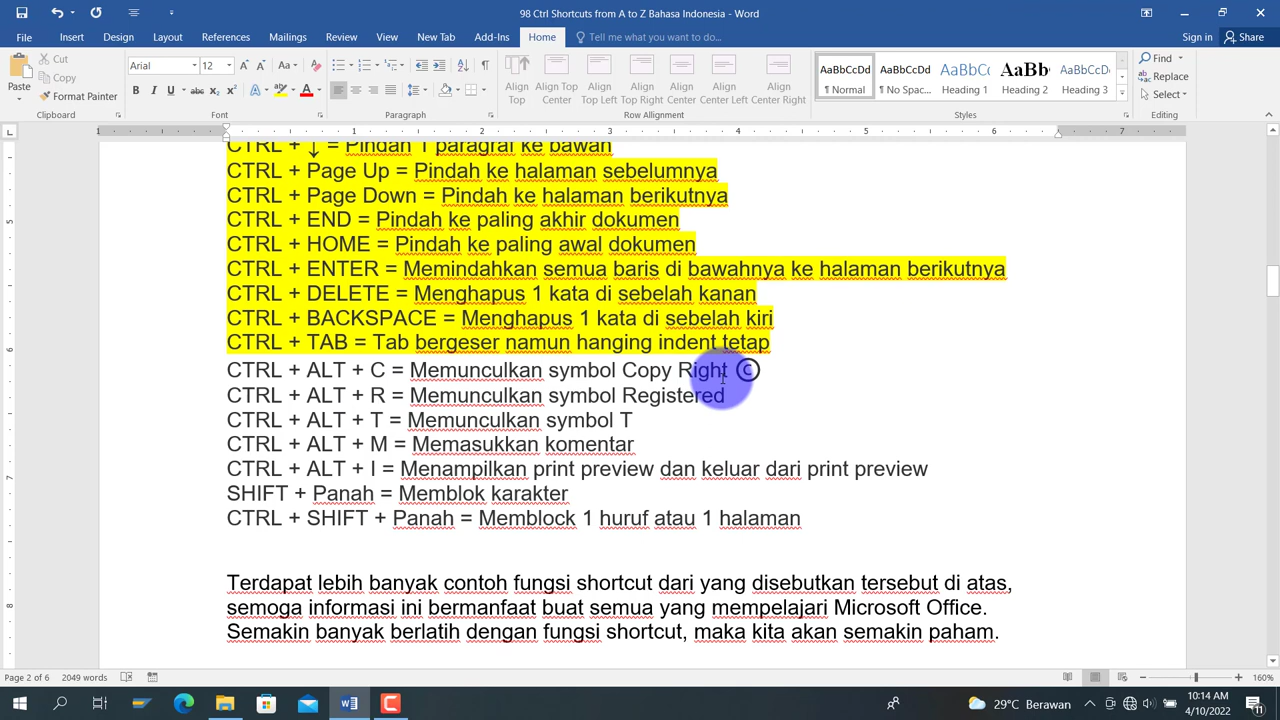 98 Ctrl Shortcuts from A to Z Bahasa Indonesia - Word
File Insert Design Layout References Mailings Review View New Tab Add-Ins Home Tell me what you want to do... Sign in Share
Paste Cut Copy Format Painter
Arial 12
Align Top Align Top Center Align Top Left Align Top Right Align Center Align Center Left Align Center Right
AaBbCcDd ¶ Normal AaBbCcDd ¶ No Spac... Heading 1 Heading 2 AaBbCcD Heading 3
Find Replace Select
Clipboard Font Paragraph Row Alignment Styles Editing
1 1 2 3 4 5 6 7
CTRL + ↓ = Pindah 1 paragraf ke bawah
CTRL + Page Up = Pindah ke halaman sebelumnya
CTRL + Page Down = Pindah ke halaman berikutnya
CTRL + END = Pindah ke paling akhir dokumen
CTRL + HOME = Pindah ke paling awal dokumen
CTRL + ENTER = Memindahkan semua baris di bawahnya ke halaman berikutnya
CTRL + DELETE = Menghapus 1 kata di sebelah kanan
CTRL + BACKSPACE = Menghapus 1 kata di sebelah kiri
CTRL + TAB = Tab bergeser namun hanging indent tetap
CTRL + ALT + C = Memunculkan symbol Copy Right ©
CTRL + ALT + R = Memunculkan symbol Registered
CTRL + ALT + T = Memunculkan symbol T
CTRL + ALT + M = Memasukkan komentar
CTRL + ALT + I = Menampilkan print preview dan keluar dari print preview
SHIFT + Panah = Memblok karakter
CTRL + SHIFT + Panah = Memblock 1 huruf atau 1 halaman
Terdapat lebih banyak contoh fungsi shortcut dari yang disebutkan tersebut di atas,
semoga informasi ini bermanfaat buat semua yang mempelajari Microsoft Office.
Semakin banyak berlatih dengan fungsi shortcut, maka kita akan semakin paham.
Page 2 of 6 2049 words 160%
29°C Berawan 10:14 AM
4/10/2022